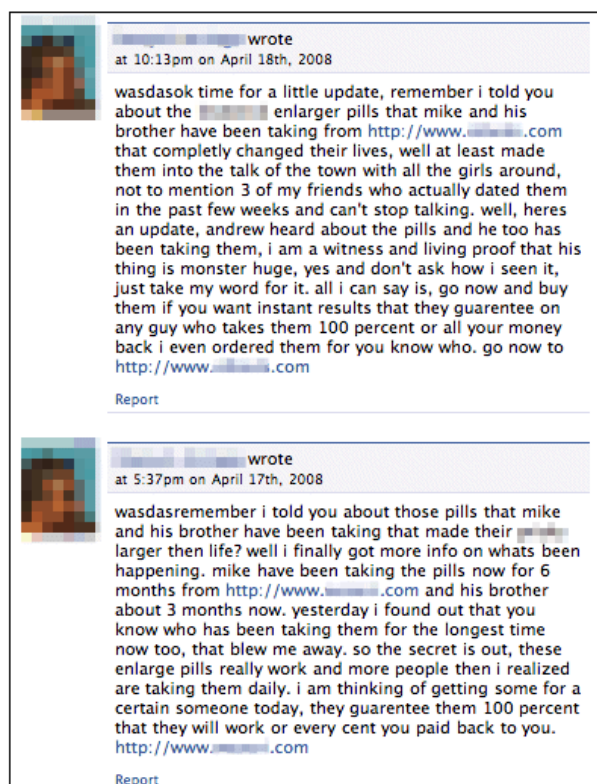 wrote
at 10:13pm on April 18th, 2008
wasdasok time for a little update, remember i told you
about the enlarger pills that mike and his
brother have been taking from http://www. .com
that completly changed their lives, well at least made
them into the talk of the town with all the girls around,
not to mention 3 of my friends who actually dated them
in the past few weeks and can't stop talking. well, heres
an update, andrew heard about the pills and he too has
been taking them, i am a witness and living proof that his
thing is monster huge, yes and don't ask how i seen it,
just take my word for it. all i can say is, go now and buy
them if you want instant results that they guarentee on
any guy who takes them 100 percent or all your money
back i even ordered them for you know who. go now to
http://www. .com
Report
wrote
at 5:37pm on April 17th, 2008
wasdasremember i told you about those pills that mike
and his brother have been taking that made their
larger then life? well i finally got more info on whats been
happening. mike have been taking the pills now for 6
months from http://www. .com and his brother
about 3 months now. yesterday i found out that you
know who has been taking them for the longest time
now too, that blew me away. so the secret is out, these
enlarge pills really work and more people then i realized
are taking them daily. i am thinking of getting some for a
certain someone today, they guarentee them 100 percent
that they will work or every cent you paid back to you.
http://www. .com
Report